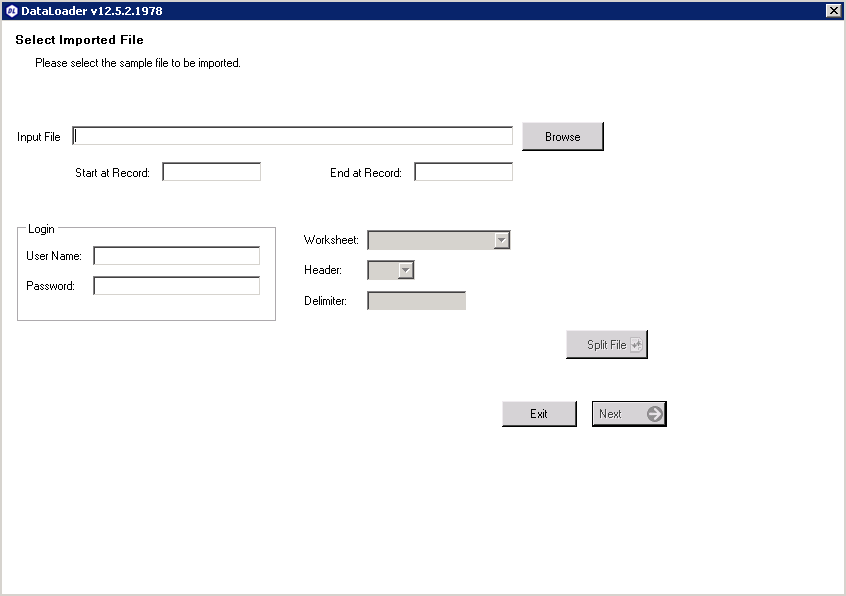 DataLoader v12.5.2.1978
Select Imported File
Please select the sample file to be imported.
Input File Browse
Start at Record: End at Record:
Login
User Name: Worksheet:
Password: Header:
Delimiter:
Split File
Exit Next